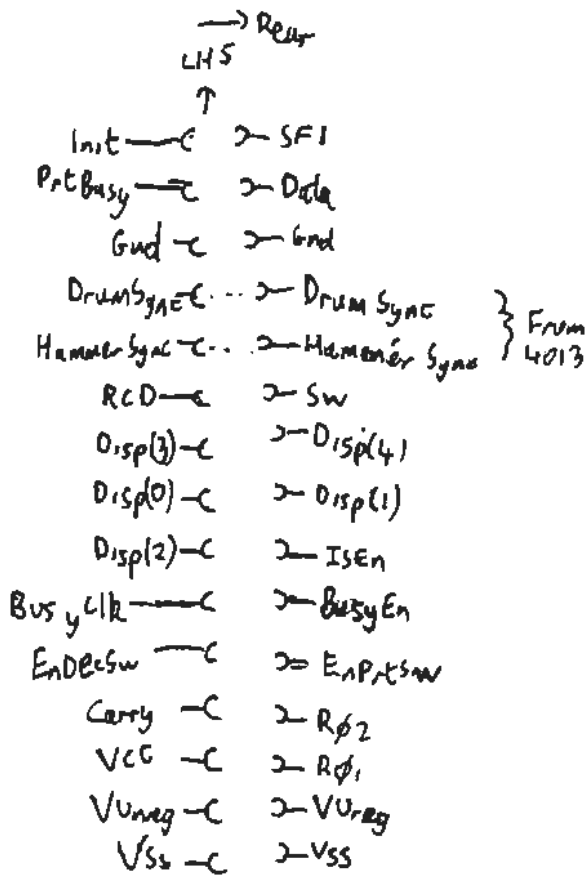 → Rear
LHS
↑
Init SFI
PrtBusy Data
Gnd Gnd
DrumSync ... Drum Sync
HammerSync ... Hammer Sync } From 4013
RCD SW
Disp(3) Disp(4)
Disp(0) Disp(1)
Disp(2) ISEn
BusyClk BusyEn
EnDecSw EnPrtSw
Carry Rφ2
VCC Rφ1
VUnreg VUreg
VSs VSS